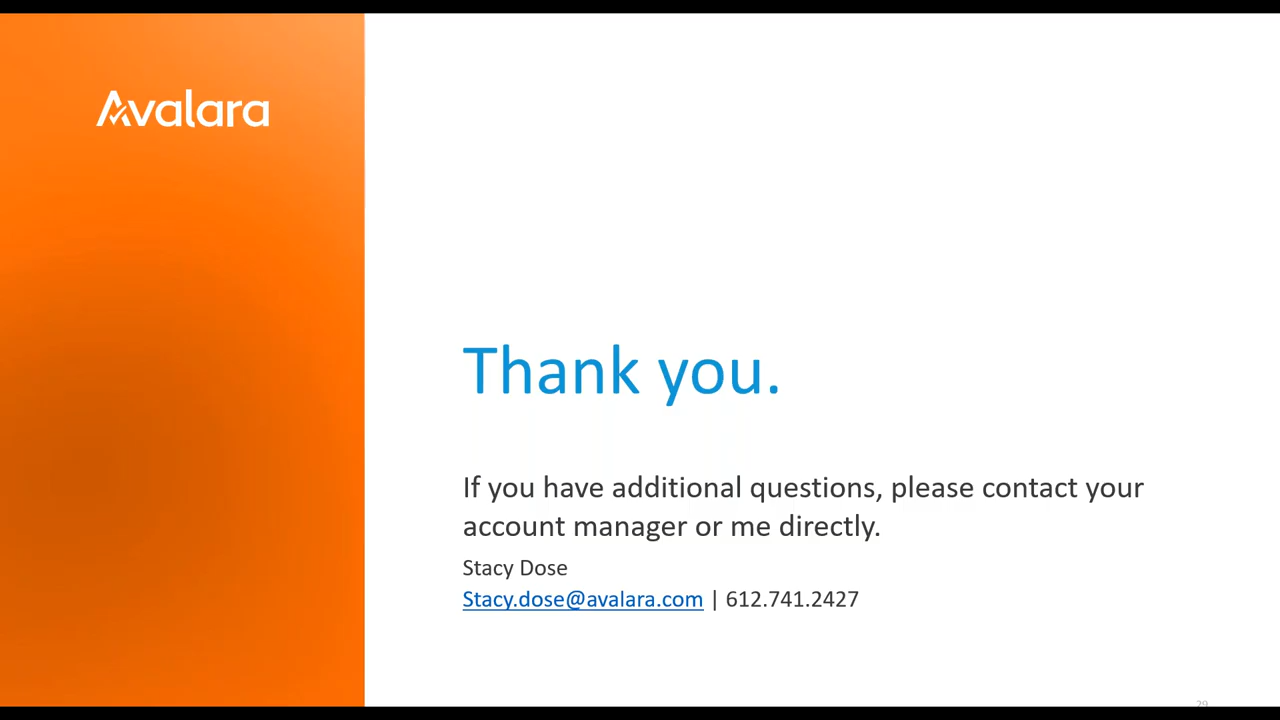 Avalara
Thank you.
If you have additional questions, please contact your
account manager or me directly.
Stacy Dose
Stacy.dose@avalara.com | 612.741.2427
29